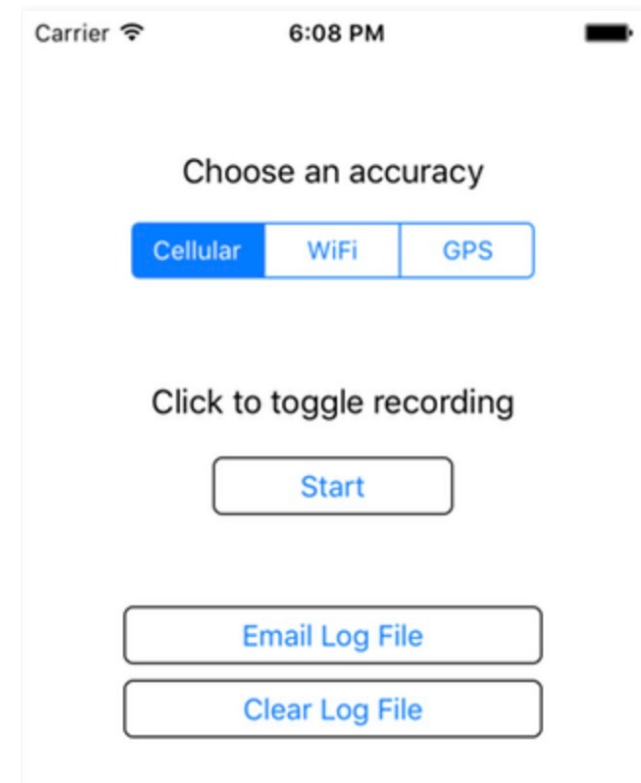 Carrier 6:08 PM
Choose an accuracy
Cellular WiFi GPS
Click to toggle recording
Start
Email Log File
Clear Log File